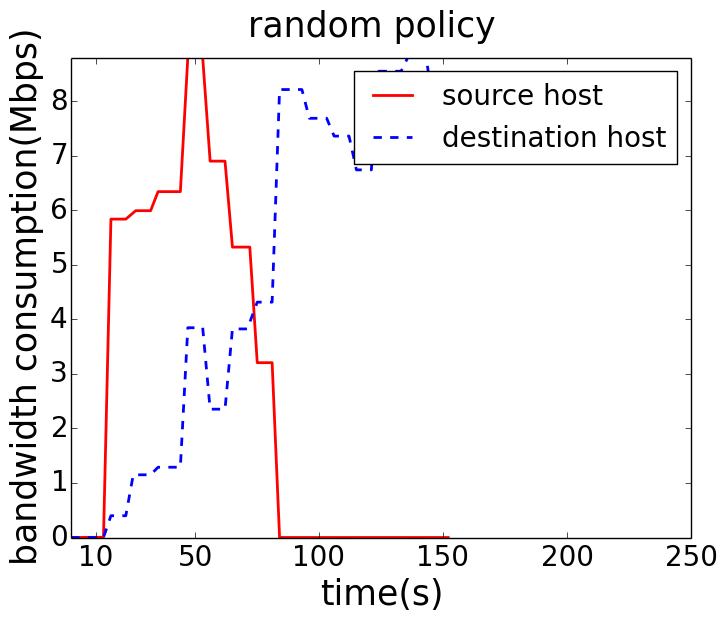 random policy
bandwidth consumption(Mbps)
8
7
6
5
4
3
2
1
0
source host
destination host
10 50 100 150 200 250
time(s)